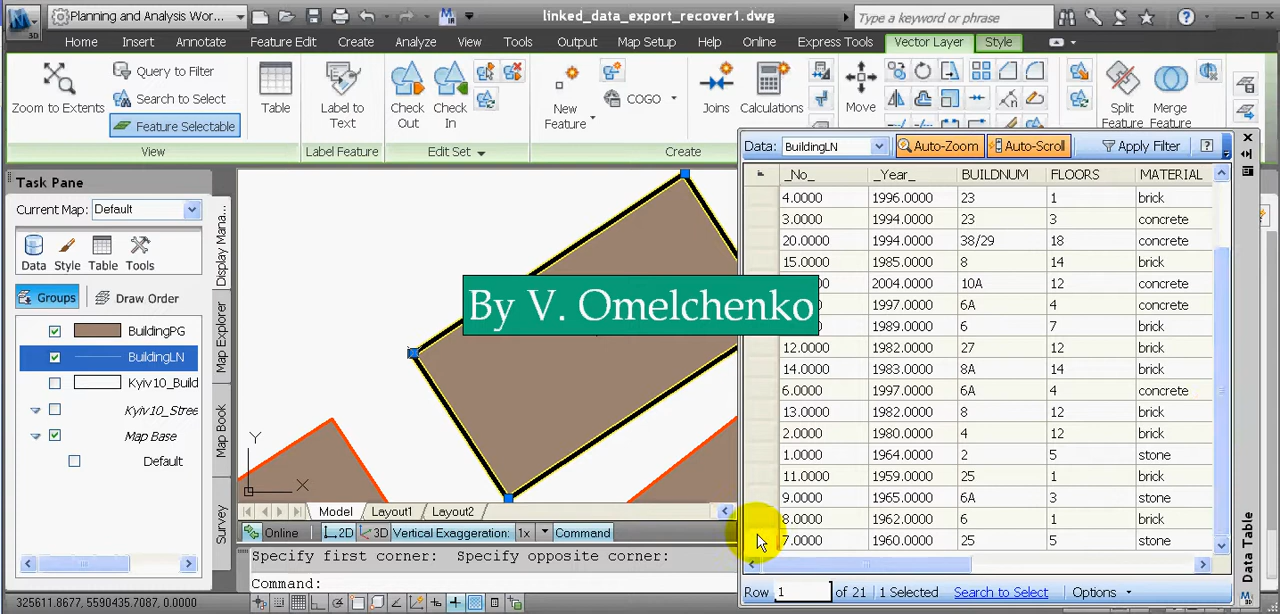 Planning and Analysis Wor... linked_data_export_recover1.dwg Type a keyword or phrase
Home Insert Annotate Feature Edit Create Analyze View Tools Output Map Setup Help Online Express Tools Vector Layer Style
Zoom to Extents
Query to Filter
Search to Select
Feature Selectable
Table
Label to Text
Check Out
Check In
New Feature
COGO
Joins
Calculations
Move
Split Feature
Merge Feature
View Label Feature Edit Set Create
Task Pane
Current Map: Default
Data Style Table Tools
Groups Draw Order
BuildingPG
BuildingLN
Kyiv10_Build
Kyiv10_Stree
Map Base
Default
Display Mana...
Map Explorer
Map Book
Survey
Y
X
By V. Omelchenko
Data: BuildingLN Auto-Zoom Auto-Scroll Apply Filter
_No_ _Year_ BUILDNUM FLOORS MATERIAL
4.0000 1996.0000 23 1 brick
3.0000 1994.0000 23 3 concrete
20.0000 1994.0000 38/29 18 concrete
15.0000 1985.0000 8 14 brick
2004.0000 10A 12 concrete
1997.0000 6A 4 concrete
1989.0000 6 7 brick
12.0000 1982.0000 27 12 brick
14.0000 1983.0000 8A 14 brick
6.0000 1997.0000 6A 4 concrete
13.0000 1982.0000 8 12 brick
2.0000 1980.0000 4 12 brick
1.0000 1964.0000 2 5 stone
11.0000 1959.0000 25 1 brick
9.0000 1965.0000 6A 3 stone
8.0000 1962.0000 6 1 brick
7.0000 1960.0000 25 5 stone
Row 1 of 21 1 Selected Search to Select Options
Data Table
Model Layout1 Layout2
Online 2D 3D Vertical Exaggeration: 1x Command
Specify first corner: Specify opposite corner:
Command:
325611.8677, 5590435.7087, 0.0000